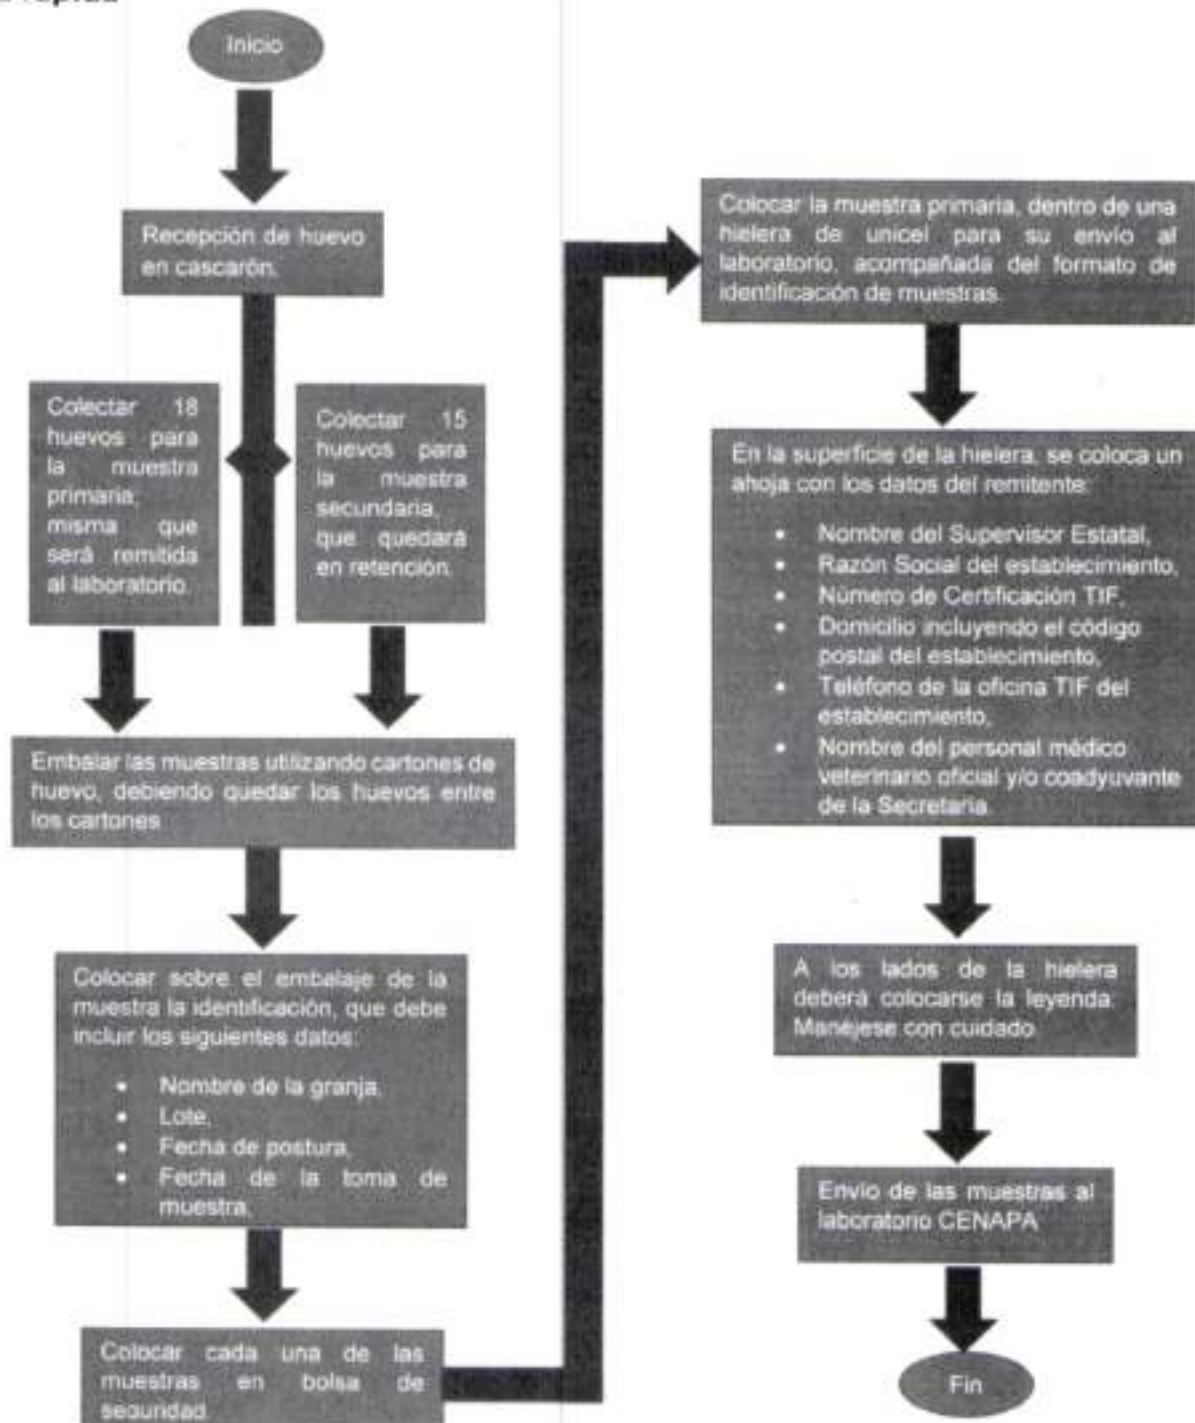 rápida
Inicio
Recepción de huevo
en cascarón.
Colectar 18
huevos para
la muestra
primaria,
misma que
será remitida
al laboratorio.
Colectar 15
huevos para
la muestra
secundaria,
que quedará
en retención.
Embalar las muestras utilizando cartones de
huevo, debiendo quedar los huevos entre
los cartones
Colocar sobre el embalaje de la
muestra la identificación, que debe
incluir los siguientes datos:
• Nombre de la granja,
• Lote,
• Fecha de postura,
• Fecha de la toma de
muestra.
Colocar cada una de las
muestras en bolsa de
seguridad.
Colocar la muestra primaria, dentro de una
hielera de unicel para su envío al
laboratorio, acompañada del formato de
identificación de muestras.
En la superficie de la hielera, se coloca un
ahoja con los datos del remitente:
• Nombre del Supervisor Estatal,
• Razón Social del establecimiento,
• Número de Certificación TIF,
• Domicilio incluyendo el código
postal del establecimiento,
• Teléfono de la oficina TIF del
establecimiento,
• Nombre del personal médico
veterinario oficial y/o coadyuvante
de la Secretaria
A los lados de la hielera
deberá colocarse la leyenda:
Manéjese con cuidado
Envío de las muestras al
laboratorio CENAPA
Fin